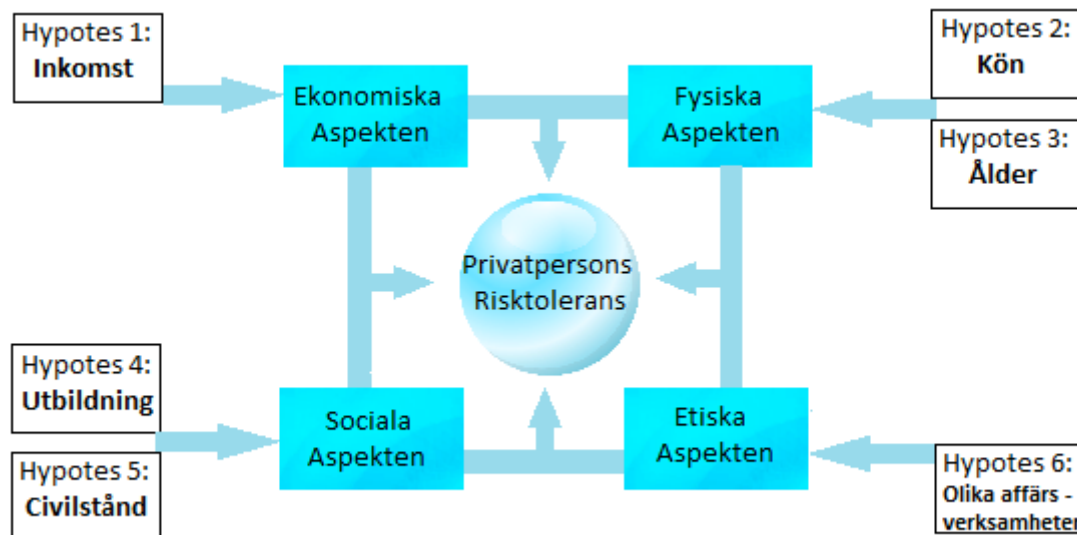 Hypotes 1:
Inkomst
Ekonomiska
Aspekten
Fysiska
Aspekten
Hypotes 2:
Kön
Hypotes 3:
Ålder
Privatpersons
Risktolerans
Hypotes 4:
Utbildning
Hypotes 5:
Civilstånd
Sociala
Aspekten
Etiska
Aspekten
Hypotes 6:
Olika affärs -
verksamheter